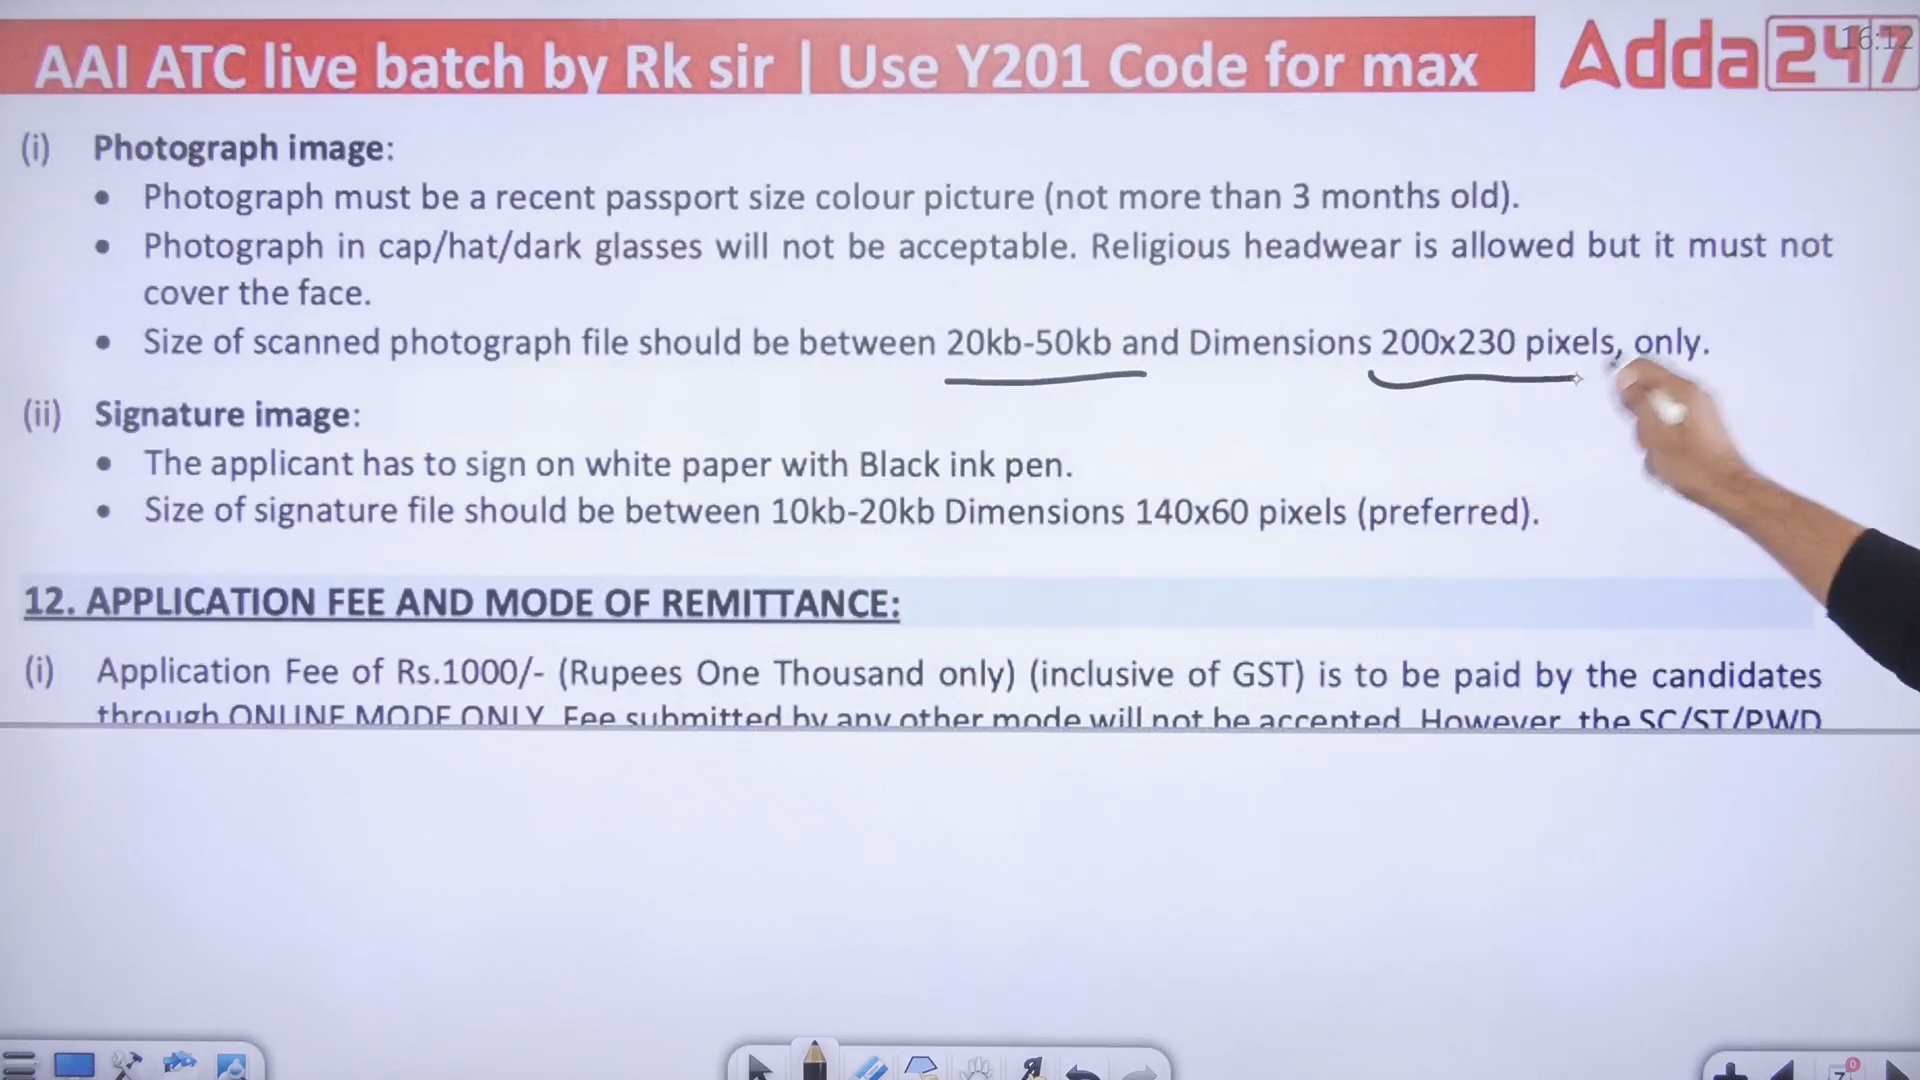 AAI ATC live batch by Rk sir | Use Y201 Code for max
Adda247
16:12
(i) Photograph image:
• Photograph must be a recent passport size colour picture (not more than 3 months old).
• Photograph in cap/hat/dark glasses will not be acceptable. Religious headwear is allowed but it must not
cover the face.
• Size of scanned photograph file should be between 20kb-50kb and Dimensions 200x230 pixels, only.
(ii) Signature image:
• The applicant has to sign on white paper with Black ink pen.
• Size of signature file should be between 10kb-20kb Dimensions 140x60 pixels (preferred).
12. APPLICATION FEE AND MODE OF REMITTANCE:
(i) Application Fee of Rs.1000/- (Rupees One Thousand only) (inclusive of GST) is to be paid by the candidates
through ONLINE MODE ONLY. Fee submitted by any other mode will not be accepted. However, the SC/ST/PWD